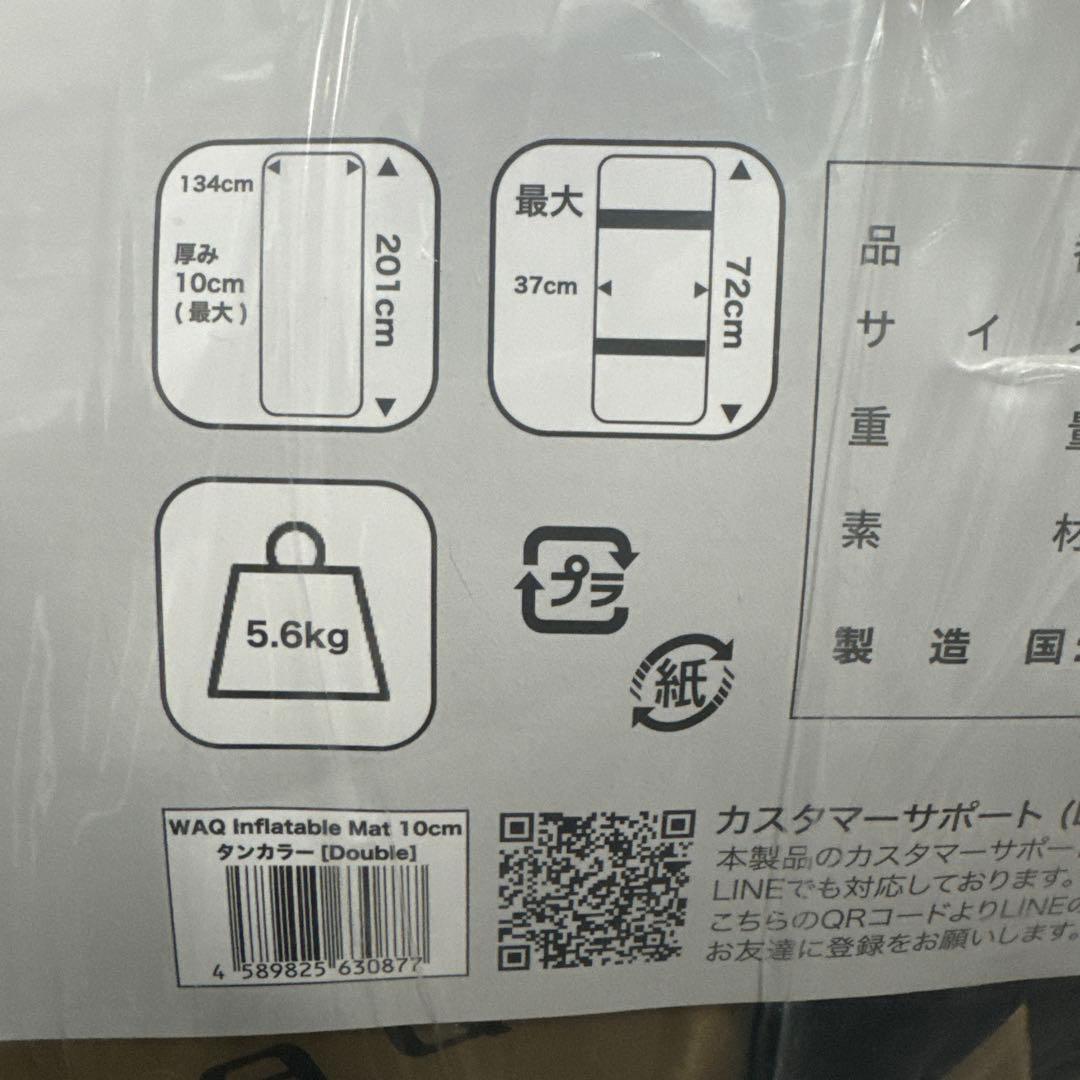 134cm
厚み
10cm
(最大)
201cm
最大
37cm
72cm
品
サイ
重量
素材
製造国
5.6kg
プラ
紙
WAQ Inflatable Mat 10cm
タンカラー [Double]
4 589825 630877
カスタマーサポート
本製品のカスタマーサポー
LINEでも対応しております。
こちらのQRコードよりLINEの
お友達に登録をお願いします。